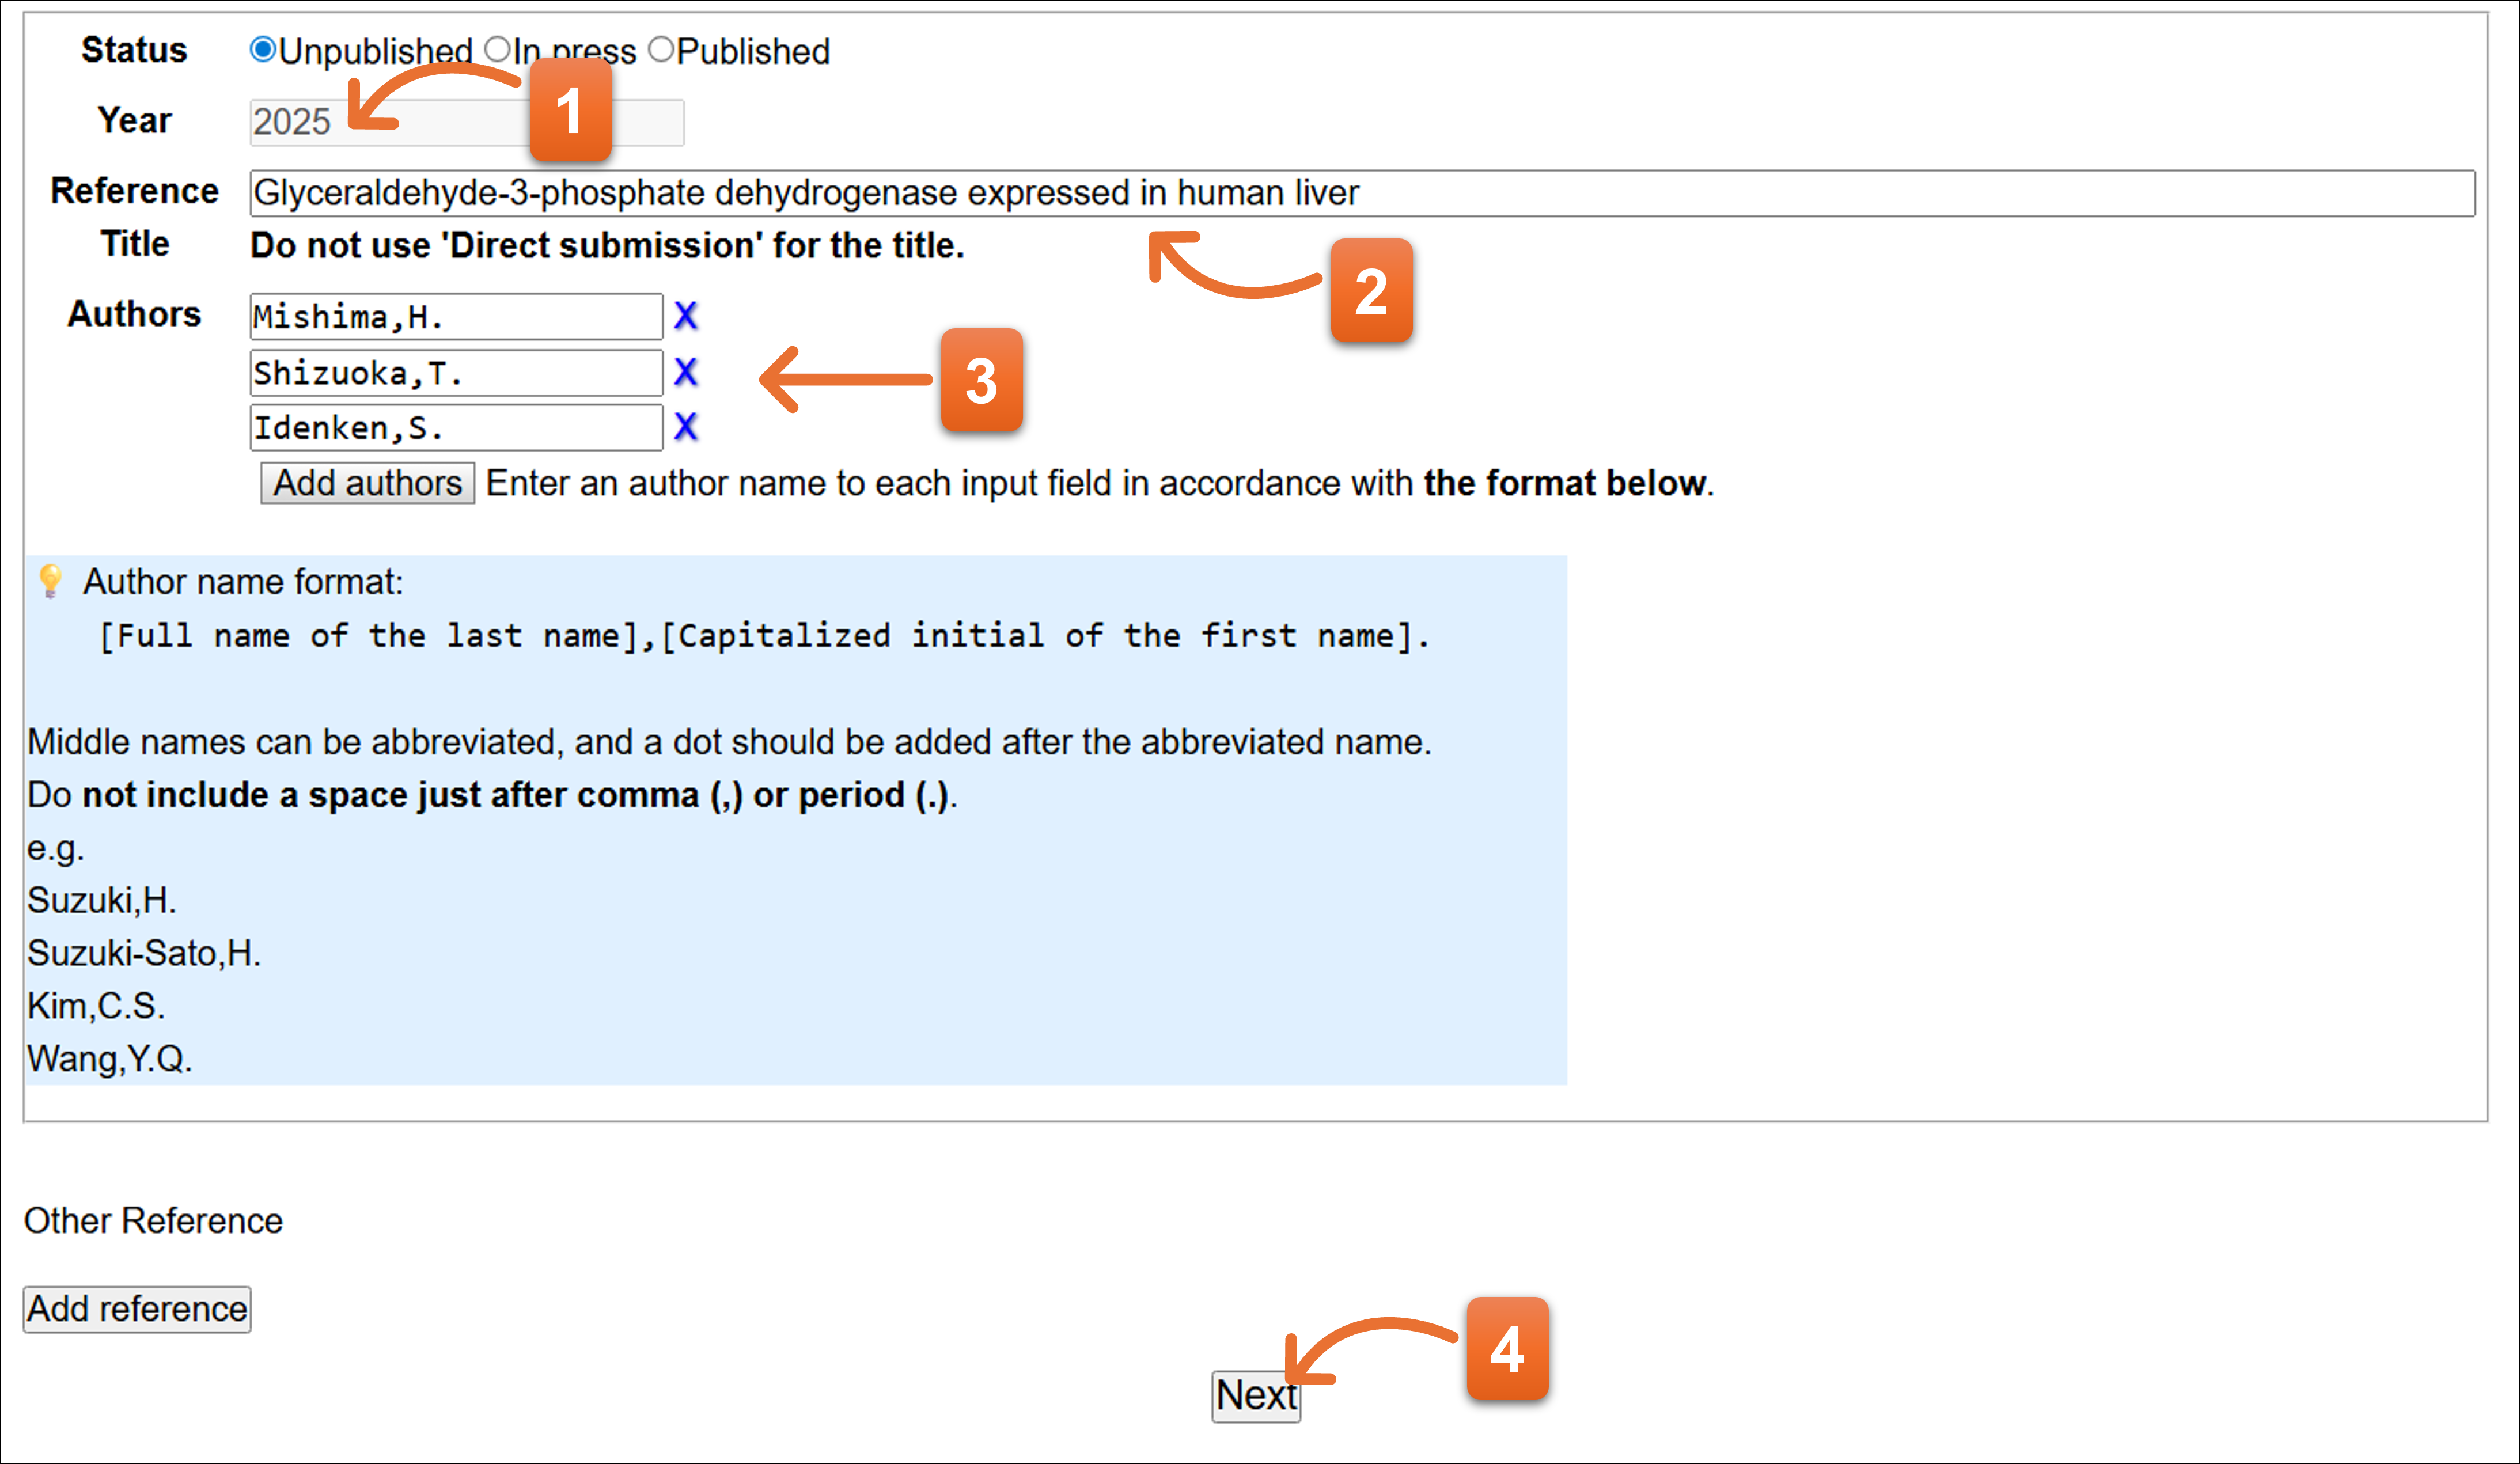 Status Unpublished In press Published
1
Year 2025
Reference Glyceraldehyde-3-phosphate dehydrogenase expressed in human liver
Title Do not use 'Direct submission' for the title.
2
Authors Mishima,H. X
Shizuoka,T. X
3
Idenken,S. X
Add authors Enter an author name to each input field in accordance with the format below.
Author name format:
[Full name of the last name],[Capitalized initial of the first name].
Middle names can be abbreviated, and a dot should be added after the abbreviated name.
Do not include a space just after comma (,) or period (.).
e.g.
Suzuki,H.
Suzuki-Sato,H.
Kim,C.S.
Wang,Y.Q.
Other Reference
Add reference
4
Next